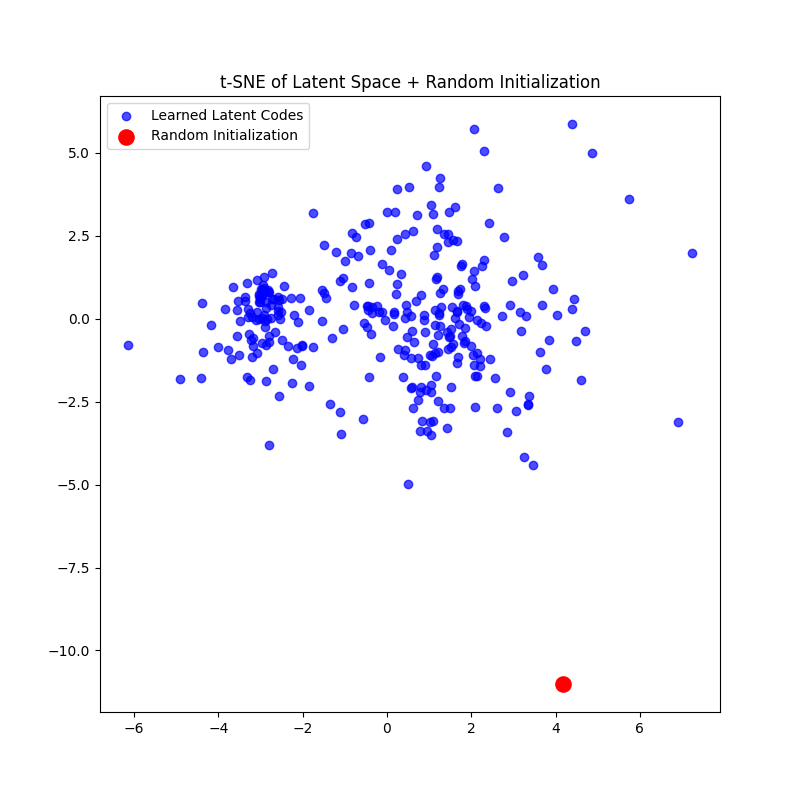 t-SNE of Latent Space + Random Initialization
Learned Latent Codes
Random Initialization
5.0
2.5
0.0
−2.5
−5.0
−7.5
−10.0
−6 −4 −2 0 2 4 6